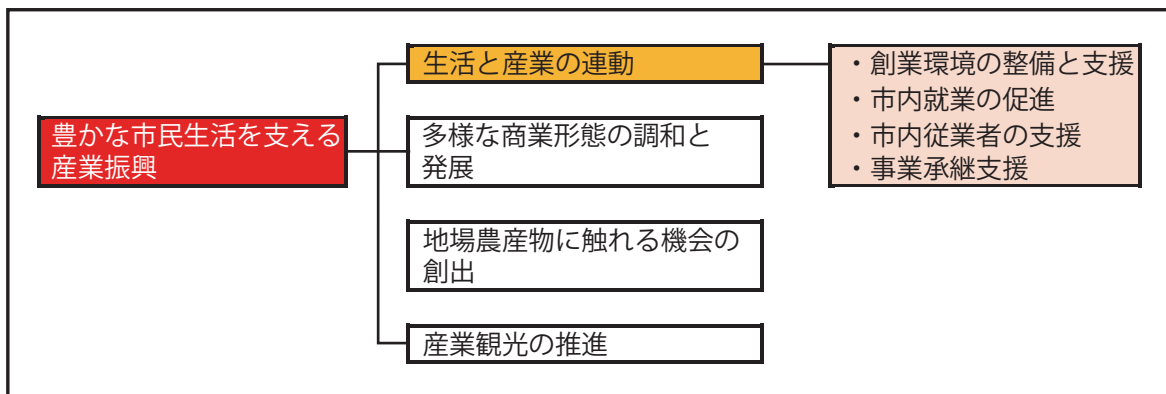 豊かな市民生活を支える
産業振興
生活と産業の連動
多様な商業形態の調和と
発展
地場農産物に触れる機会の
創出
産業観光の推進
・創業環境の整備と支援
・市内就業の促進
・市内従業者の支援
・事業承継支援